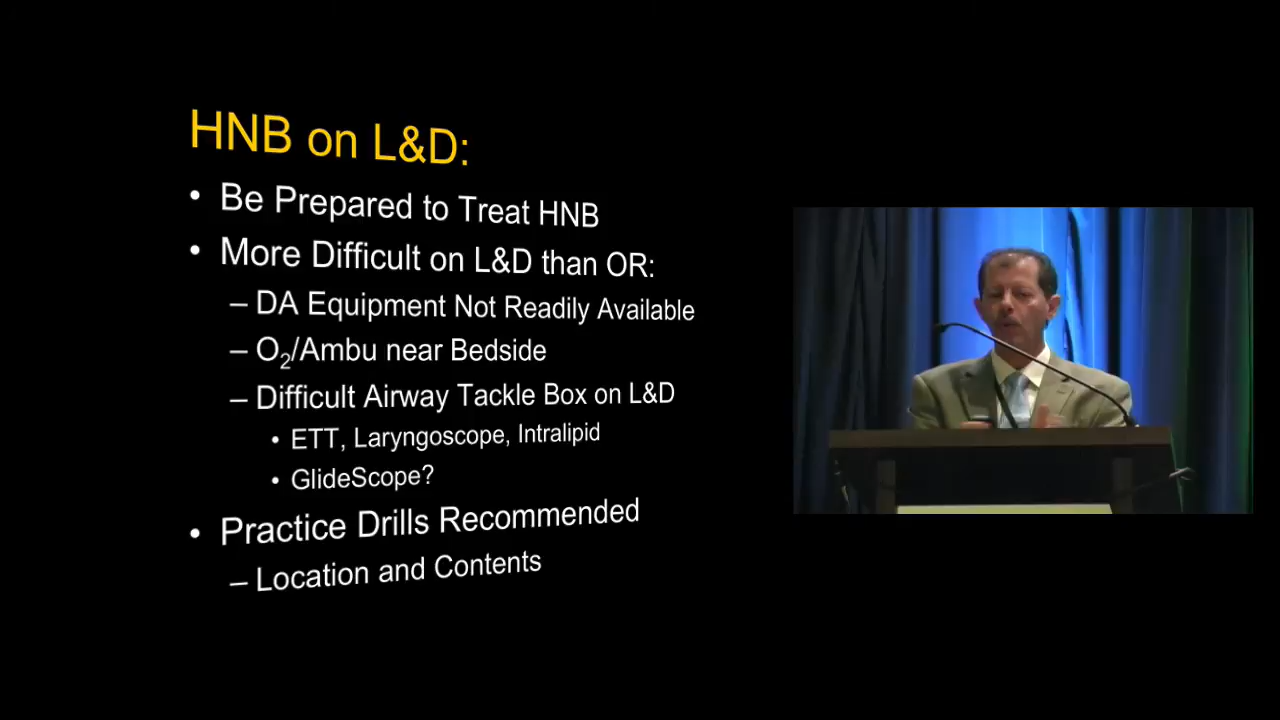 HNB on L&D:
• Be Prepared to Treat HNB
• More Difficult on L&D than OR:
– DA Equipment Not Readily Available
– O₂/Ambu near Bedside
– Difficult Airway Tackle Box on L&D
• ETT, Laryngoscope, Intralipid
• GlideScope?
• Practice Drills Recommended
– Location and Contents